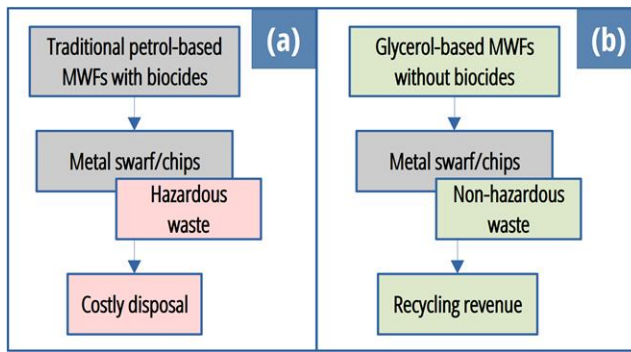 (a)
Traditional petrol-based
MWFs with biocides
Metal swarf/chips
Hazardous
waste
Costly disposal
(b)
Glycerol-based MWFs
without biocides
Metal swarf/chips
Non-hazardous
waste
Recycling revenue